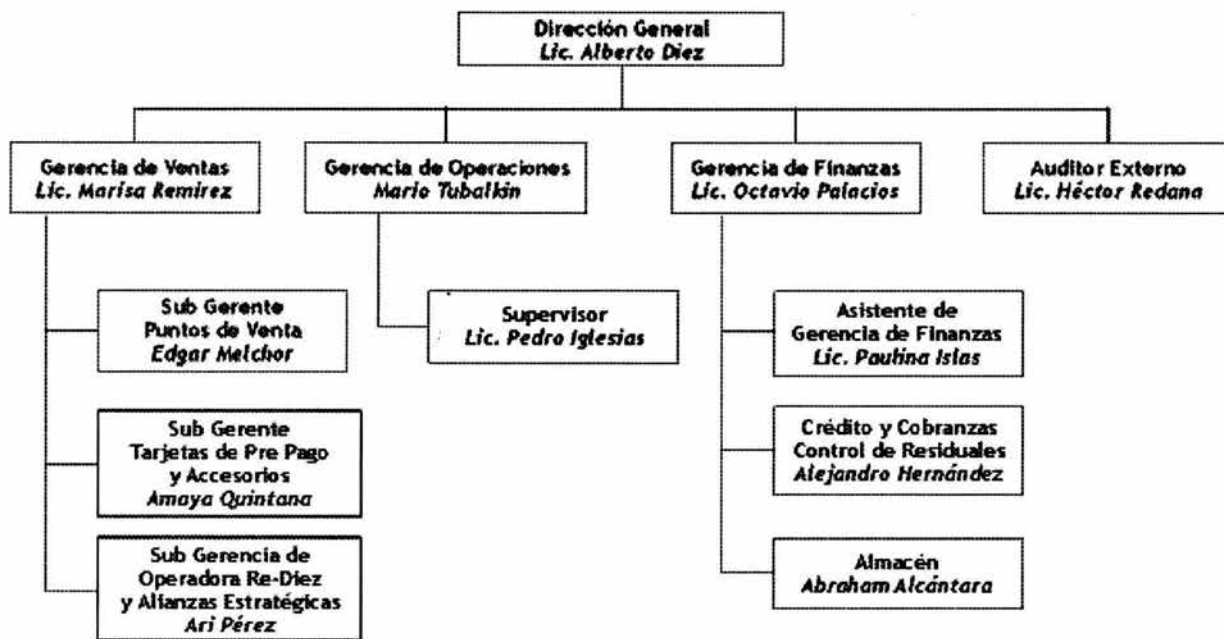 Dirección General
Lic. Alberto Diez
Gerencia de Ventas
Lic. Marisa Remirez
Gerencia de Operaciones
Mario Tubalkin
Gerencia de Finanzas
Lic. Octavio Palacios
Auditor Externo
Lic. Héctor Redana
Sub Gerente
Puntos de Venta
Edgar Melchor
Supervisor
Lic. Pedro Iglesias
Asistente de
Gerencia de Finanzas
Lic. Paulina Islas
Sub Gerente
Tarjetas de Pre Pago
y Accesorios
Amaya Quintana
Crédito y Cobranzas
Control de Residuales
Alejandro Hernández
Sub Gerencia de
Operadora Re-Diez
y Alianzas Estratégicas
Ari Pérez
Almacén
Abraham Alcántara